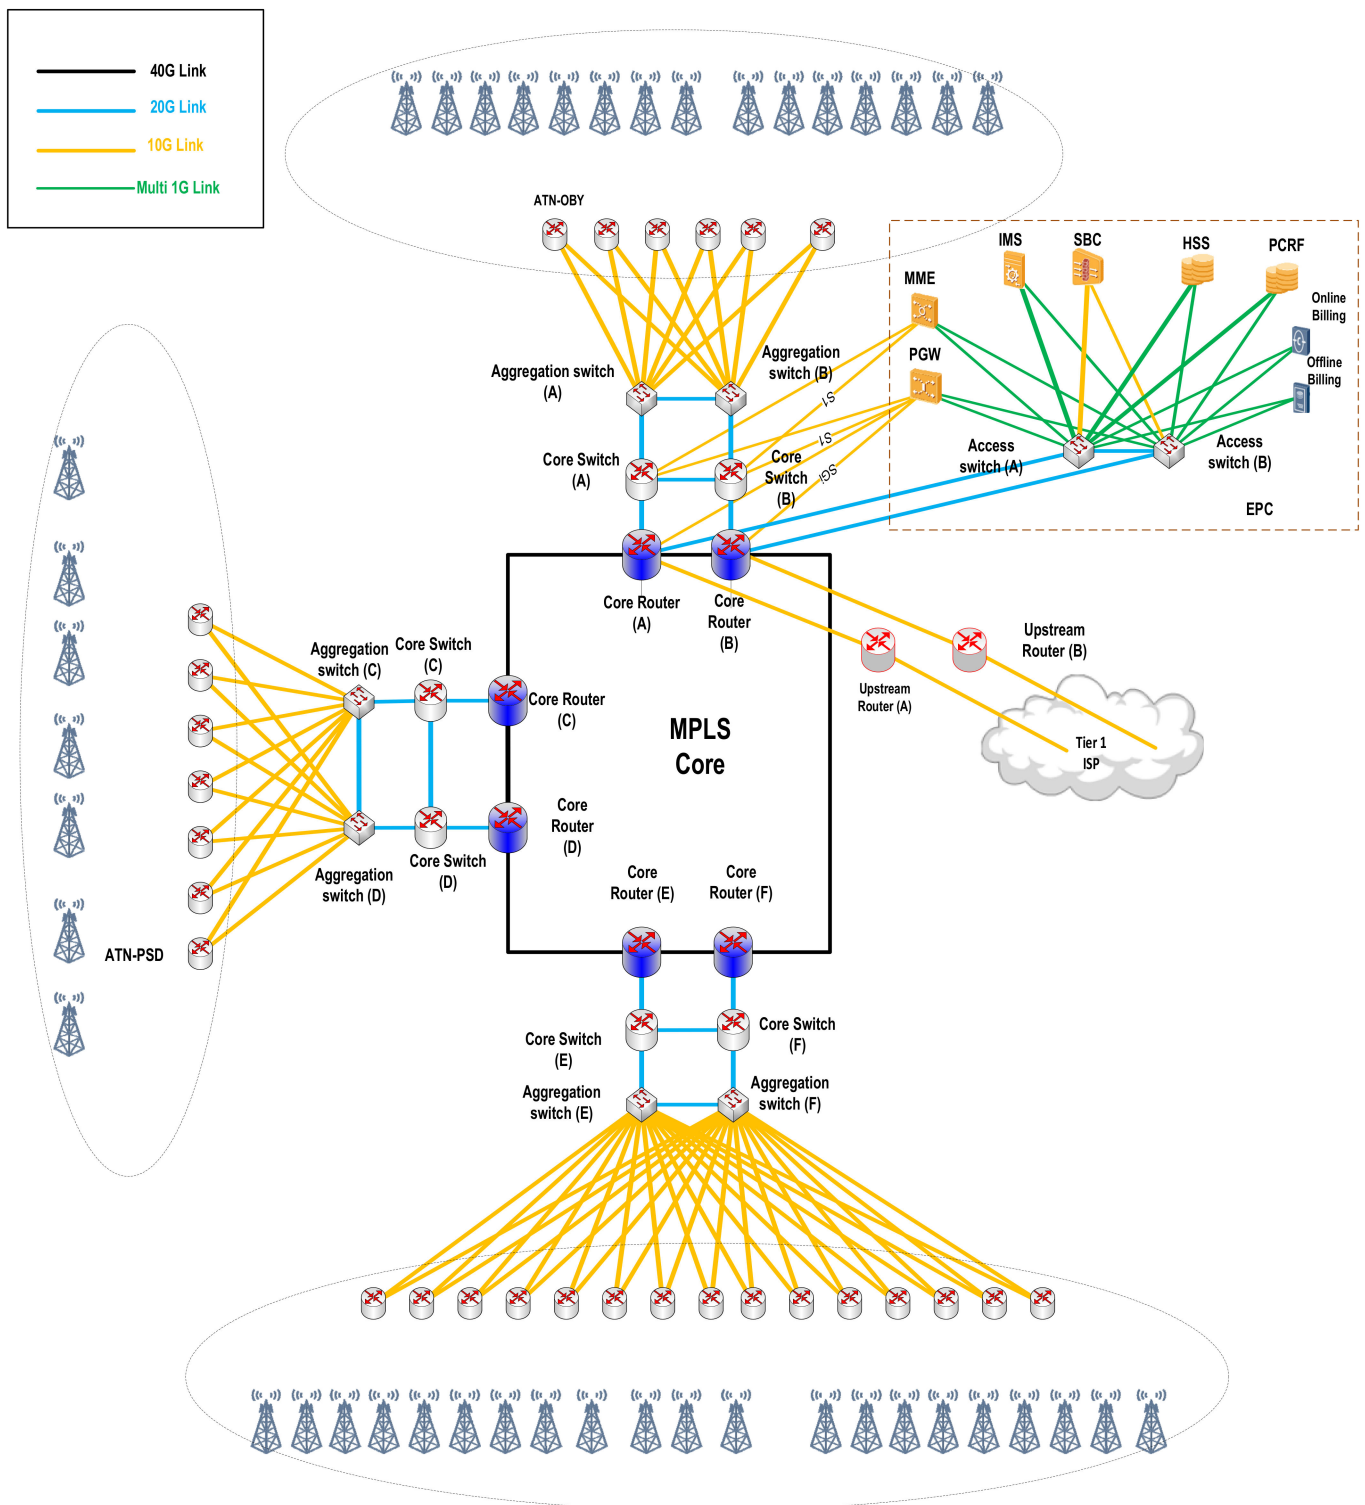 40G Link
20G Link
10G Link
Multi 1G Link
ATN-OBY
IMS
SBC
HSS
PCRF
MME
Online
Billing
PGW
Offline
Billing
Aggregation switch
(A)
Aggregation
switch (B)
S1
S1
SGi
Core Switch
(A)
Core
Switch
(B)
Access
switch (A)
Access
switch (B)
EPC
Core Router
(A)
Core
Router
(B)
Upstream
Router (B)
Upstream
Router (A)
Tier 1
ISP
Aggregation
switch (C)
Core Switch
(C)
Core Router
(C)
MPLS
Core
Core
Router
(D)
Aggregation
switch (D)
Core Switch
(D)
ATN-PSD
Core
Router (E)
Core
Router (F)
Core Switch
(E)
Core Switch
(F)
Aggregation
switch (E)
Aggregation
switch (F)